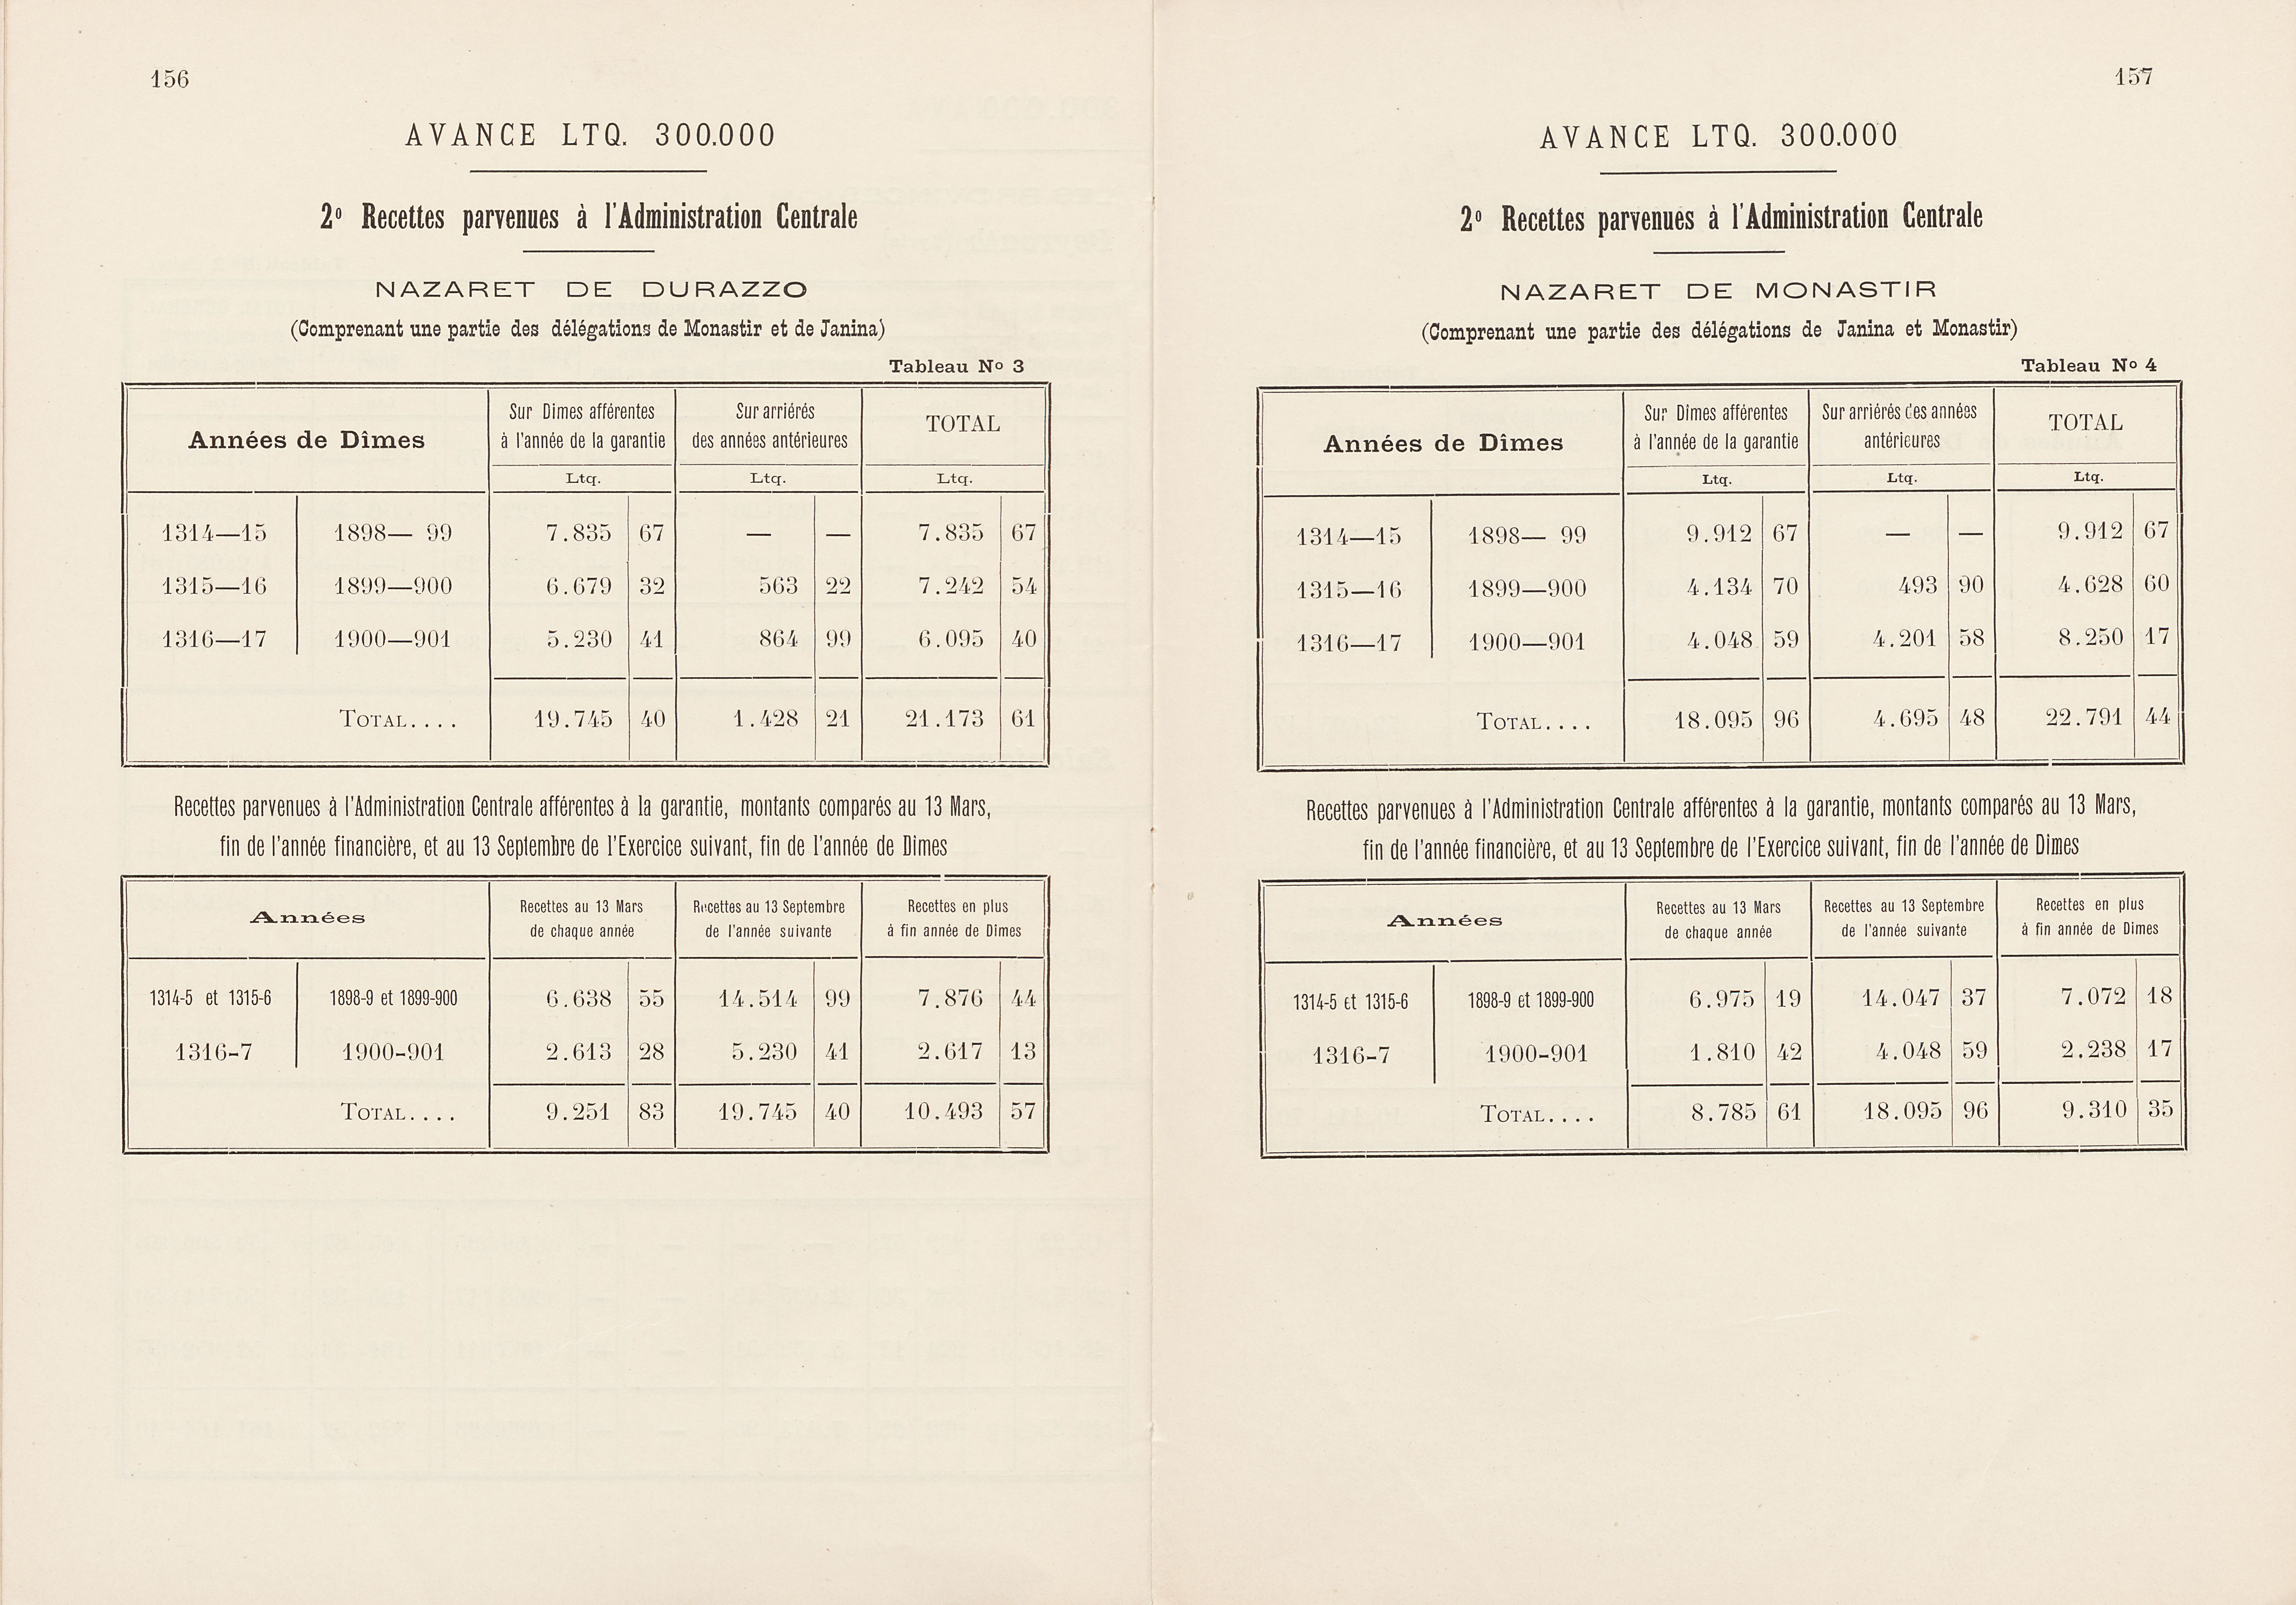 156
AVANCE LTQ. 300.000
2º Recettes parvenues à l'Administration Centrale
NAZARET DE DURAZZO
(Comprenant une partie des délégations de Monastir et de Janina)
Tableau Nº 3
Années de Dîmes
Sur Dîmes afférentes
à l'année de la garantie
Ltq.
Sur arriérés
des années antérieures
Ltq.
TOTAL
Ltq.
1314—15 1898— 99 7.835 67 — — 7.835 67
1315—16 1899—900 6.679 32 563 22 7.242 54
1316—17 1900—901 5.230 41 864 99 6.095 40
TOTAL.... 19.745 40 1.428 21 21.173 61
Recettes parvenues à l'Administration Centrale afférentes à la garantie, montants comparés au 13 Mars,
fin de l'année financière, et au 13 Septembre de l'Exercice suivant, fin de l'année de Dîmes
Années
Recettes au 13 Mars
de chaque année
Recettes au 13 Septembre
de l'année suivante
Recettes en plus
à fin année de Dîmes
1314-5 et 1315-6 1898-9 et 1899-900 6.638 55 14.514 99 7.876 44
1316-7 1900-901 2.613 28 5.230 41 2.617 13
TOTAL.... 9.251 83 19.745 40 10.493 57
157
AVANCE LTQ. 300.000
2º Recettes parvenues à l'Administration Centrale
NAZARET DE MONASTIR
(Comprenant une partie des délégations de Janina et Monastir)
Tableau Nº 4
Années de Dîmes
Sur Dîmes afférentes
à l'année de la garantie
Ltq.
Sur arriérés des années
antérieures
Ltq.
TOTAL
Ltq.
1314—15 1898— 99 9.912 67 — — 9.912 67
1315—16 1899—900 4.134 70 493 90 4.628 60
1316—17 1900—901 4.048 59 4.201 58 8.250 17
TOTAL.... 18.095 96 4.695 48 22.791 44
Recettes parvenues à l'Administration Centrale afférentes à la garantie, montants comparés au 13 Mars,
fin de l'année financière, et au 13 Septembre de l'Exercice suivant, fin de l'année de Dîmes
Années
Recettes au 13 Mars
de chaque année
Recettes au 13 Septembre
de l'année suivante
Recettes en plus
à fin année de Dîmes
1314-5 et 1315-6 1898-9 et 1899-900 6.975 19 14.047 37 7.072 18
1316-7 1900-901 1.810 42 4.048 59 2.238 17
TOTAL.... 8.785 61 18.095 96 9.310 35